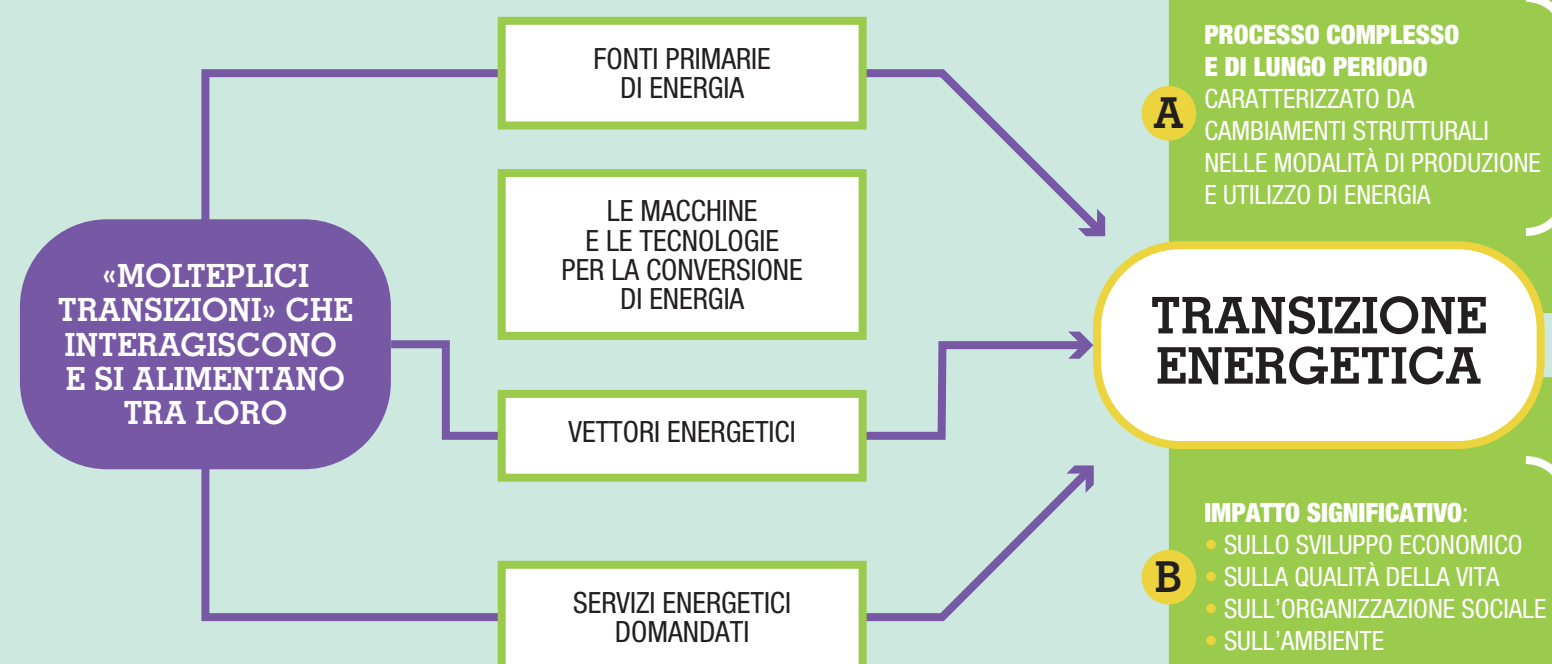 «MOLTEPLICI
TRANSIZIONI» CHE
INTERAGISCONO
E SI ALIMENTANO
TRA LORO
FONTI PRIMARIE
DI ENERGIA
LE MACCHINE
E LE TECNOLOGIE
PER LA CONVERSIONE
DI ENERGIA
VETTORI ENERGETICI
SERVIZI ENERGETICI
DOMANDATI
A
PROCESSO COMPLESSO
E DI LUNGO PERIODO
CARATTERIZZATO DA
CAMBIAMENTI STRUTTURALI
NELLE MODALITÀ DI PRODUZIONE
E UTILIZZO DI ENERGIA
TRANSIZIONE
ENERGETICA
B
IMPATTO SIGNIFICATIVO:
• SULLO SVILUPPO ECONOMICO
• SULLA QUALITÀ DELLA VITA
• SULL'ORGANIZZAZIONE SOCIALE
• SULL'AMBIENTE